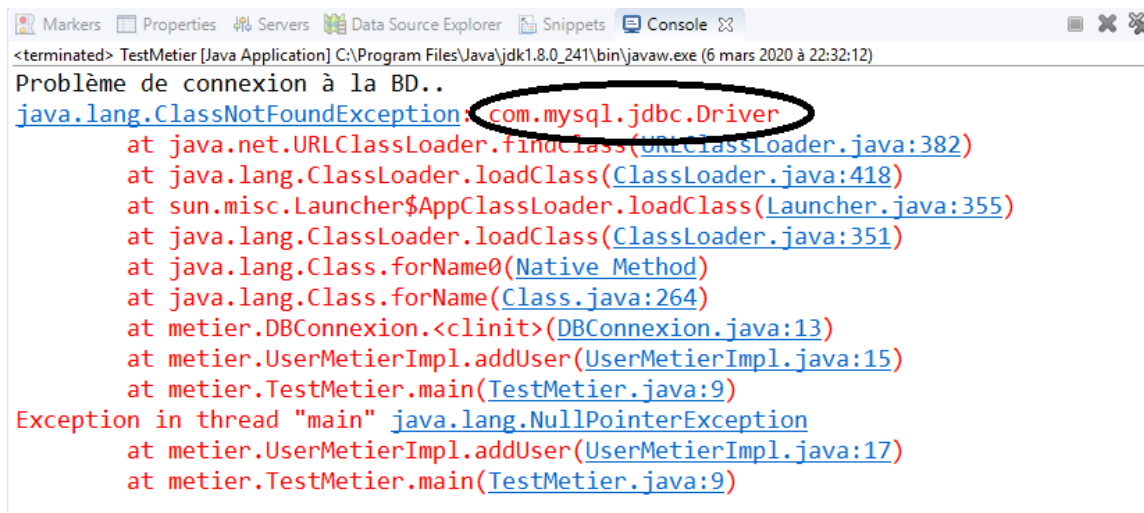 Markers Properties Servers Data Source Explorer Snippets Console
<terminated> TestMetier [Java Application] C:\Program Files\Java\jdk1.8.0_241\bin\javaw.exe (6 mars 2020 à 22:32:12)
Problème de connexion à la BD..
java.lang.ClassNotFoundException: com.mysql.jdbc.Driver
at java.net.URLClassLoader.findClass(URLClassLoader.java:382)
at java.lang.ClassLoader.loadClass(ClassLoader.java:418)
at sun.misc.Launcher$AppClassLoader.loadClass(Launcher.java:355)
at java.lang.ClassLoader.loadClass(ClassLoader.java:351)
at java.lang.Class.forName0(Native Method)
at java.lang.Class.forName(Class.java:264)
at metier.DBConnexion.<clinit>(DBConnexion.java:13)
at metier.UserMetierImpl.addUser(UserMetierImpl.java:15)
at metier.TestMetier.main(TestMetier.java:9)
Exception in thread "main" java.lang.NullPointerException
at metier.UserMetierImpl.addUser(UserMetierImpl.java:17)
at metier.TestMetier.main(TestMetier.java:9)